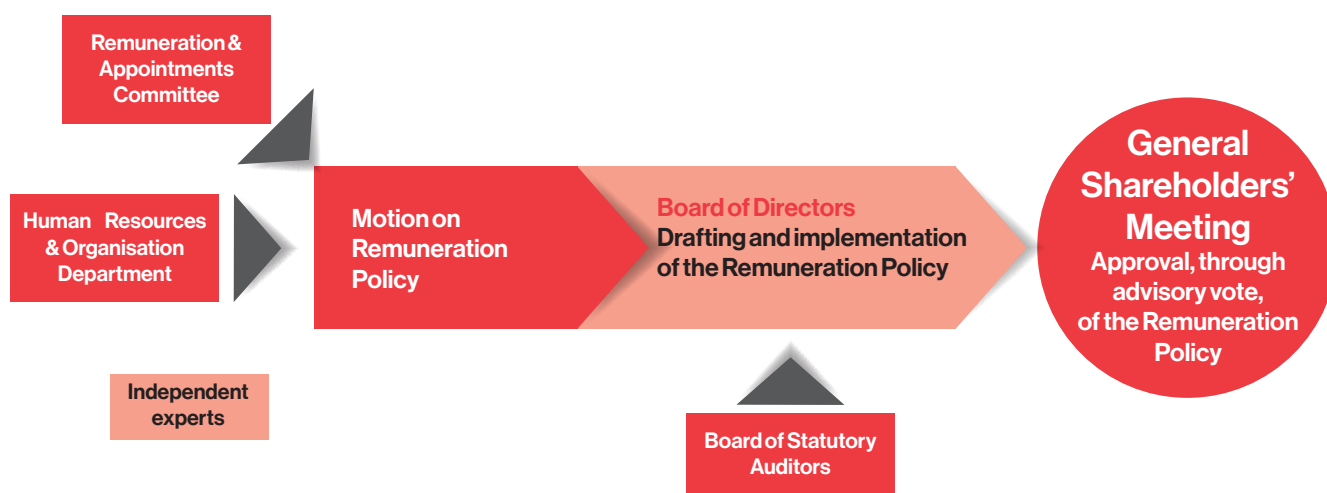 Remuneration &
Appointments
Committee
Human Resources
& Organisation
Department
Independent
experts
Motion on
Remuneration
Policy
Board of Directors
Drafting and implementation
of the Remuneration Policy
Board of Statutory
Auditors
General
Shareholders’
Meeting
Approval, through
advisory vote,
of the Remuneration
Policy